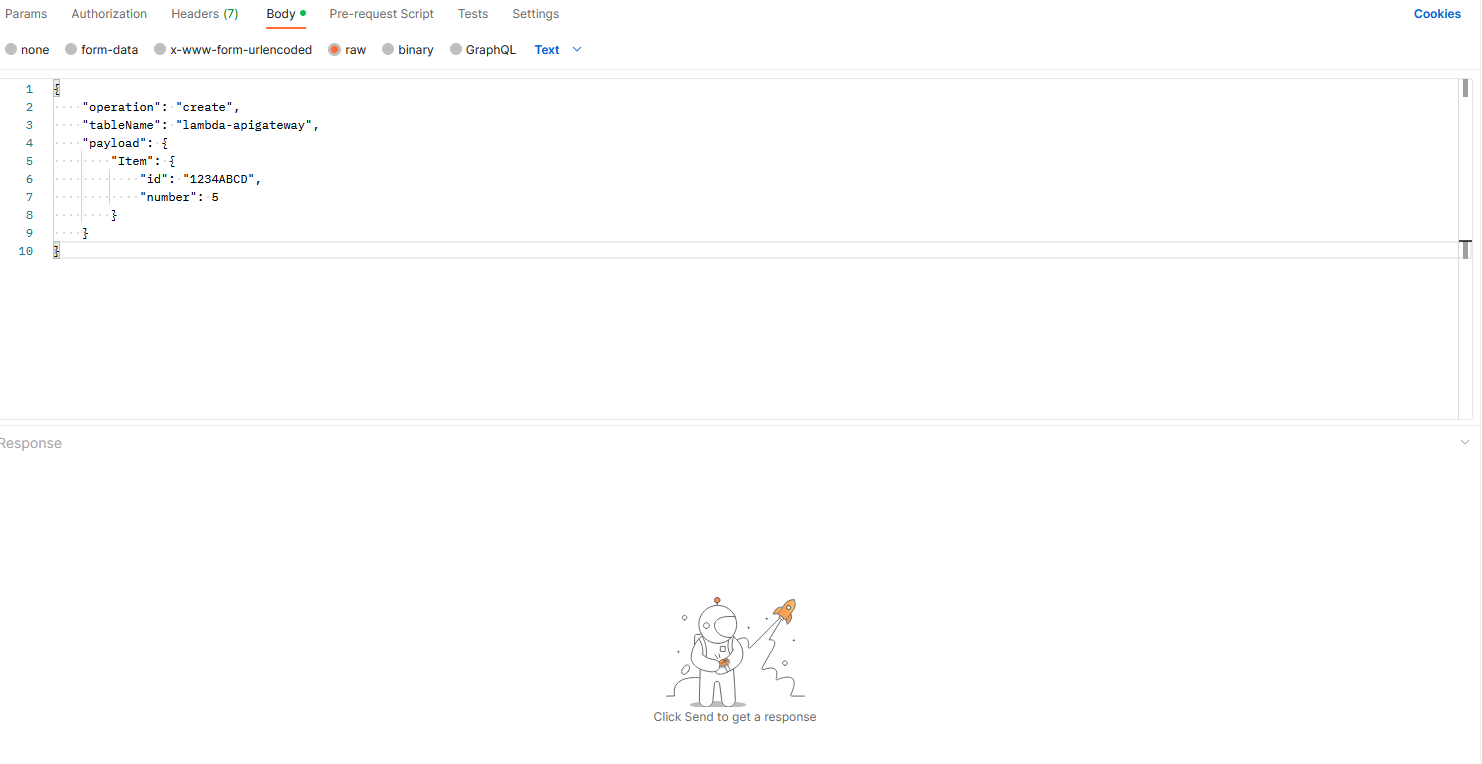 Params Authorization Headers (7) Body Pre-request Script Tests Settings Cookies
none form-data x-www-form-urlencoded raw binary GraphQL Text
1 {
2 "operation": "create",
3 "tableName": "lambda-apigateway",
4 "payload": {
5 "Item": {
6 "id": "1234ABCD",
7 "number": 5
8 }
9 }
10 }
Response
Click Send to get a response